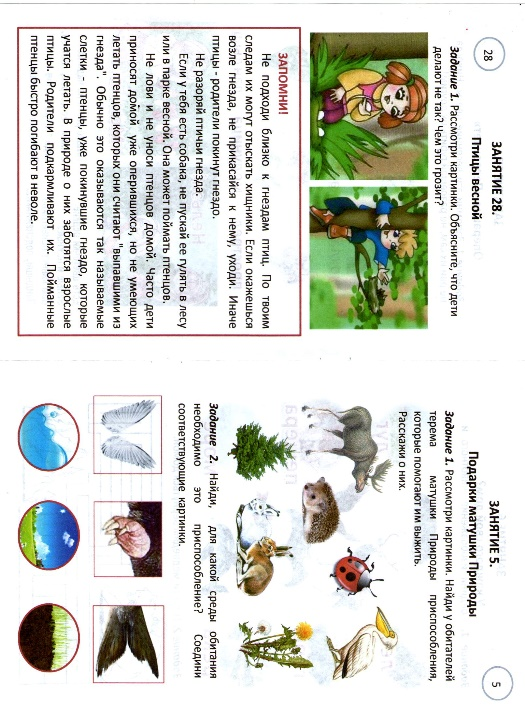 28
ЗАНЯТИЕ 28.
Птицы весной
Задание 1. Рассмотри картинки. Объясните, что дети
делают не так? Чем это грозит?
ЗАПОМНИ!
Не подходи близко к гнездам птиц. По твоим
следам их могут отыскать хищники. Если окажешься
возле гнезда, не прикасайся к нему, уходи. Иначе
птицы - родители покинут гнездо.
Не разоряй птичьи гнезда.
Если у тебя есть собака, не пускай ее гулять в лесу
или в парке весной. Она может поймать птенцов.
Не лови и не уноси птенцов домой. Часто дети
приносят домой уже оперившихся, но не умеющих
летать птенцов, которых они считают "выпавшими из
гнезда". Обычно это оказываются так называемые
слетки - птенцы, уже покинувшие гнездо, которые
учатся летать. В природе о них заботятся взрослые
птицы. Родители подкармливают их. Пойманные
птенцы быстро погибают в неволе.
ЗАНЯТИЕ 5.
5
Подарки матушки Природы
Задание 1. Рассмотри картинки. Найди у обитателей
терема матушки Природы приспособления,
которые помогают им выжить.
Расскажи о них.
Задание 2. Найди, для какой среды обитания
необходимо это приспособление? Соедини
соответствующие картинки.